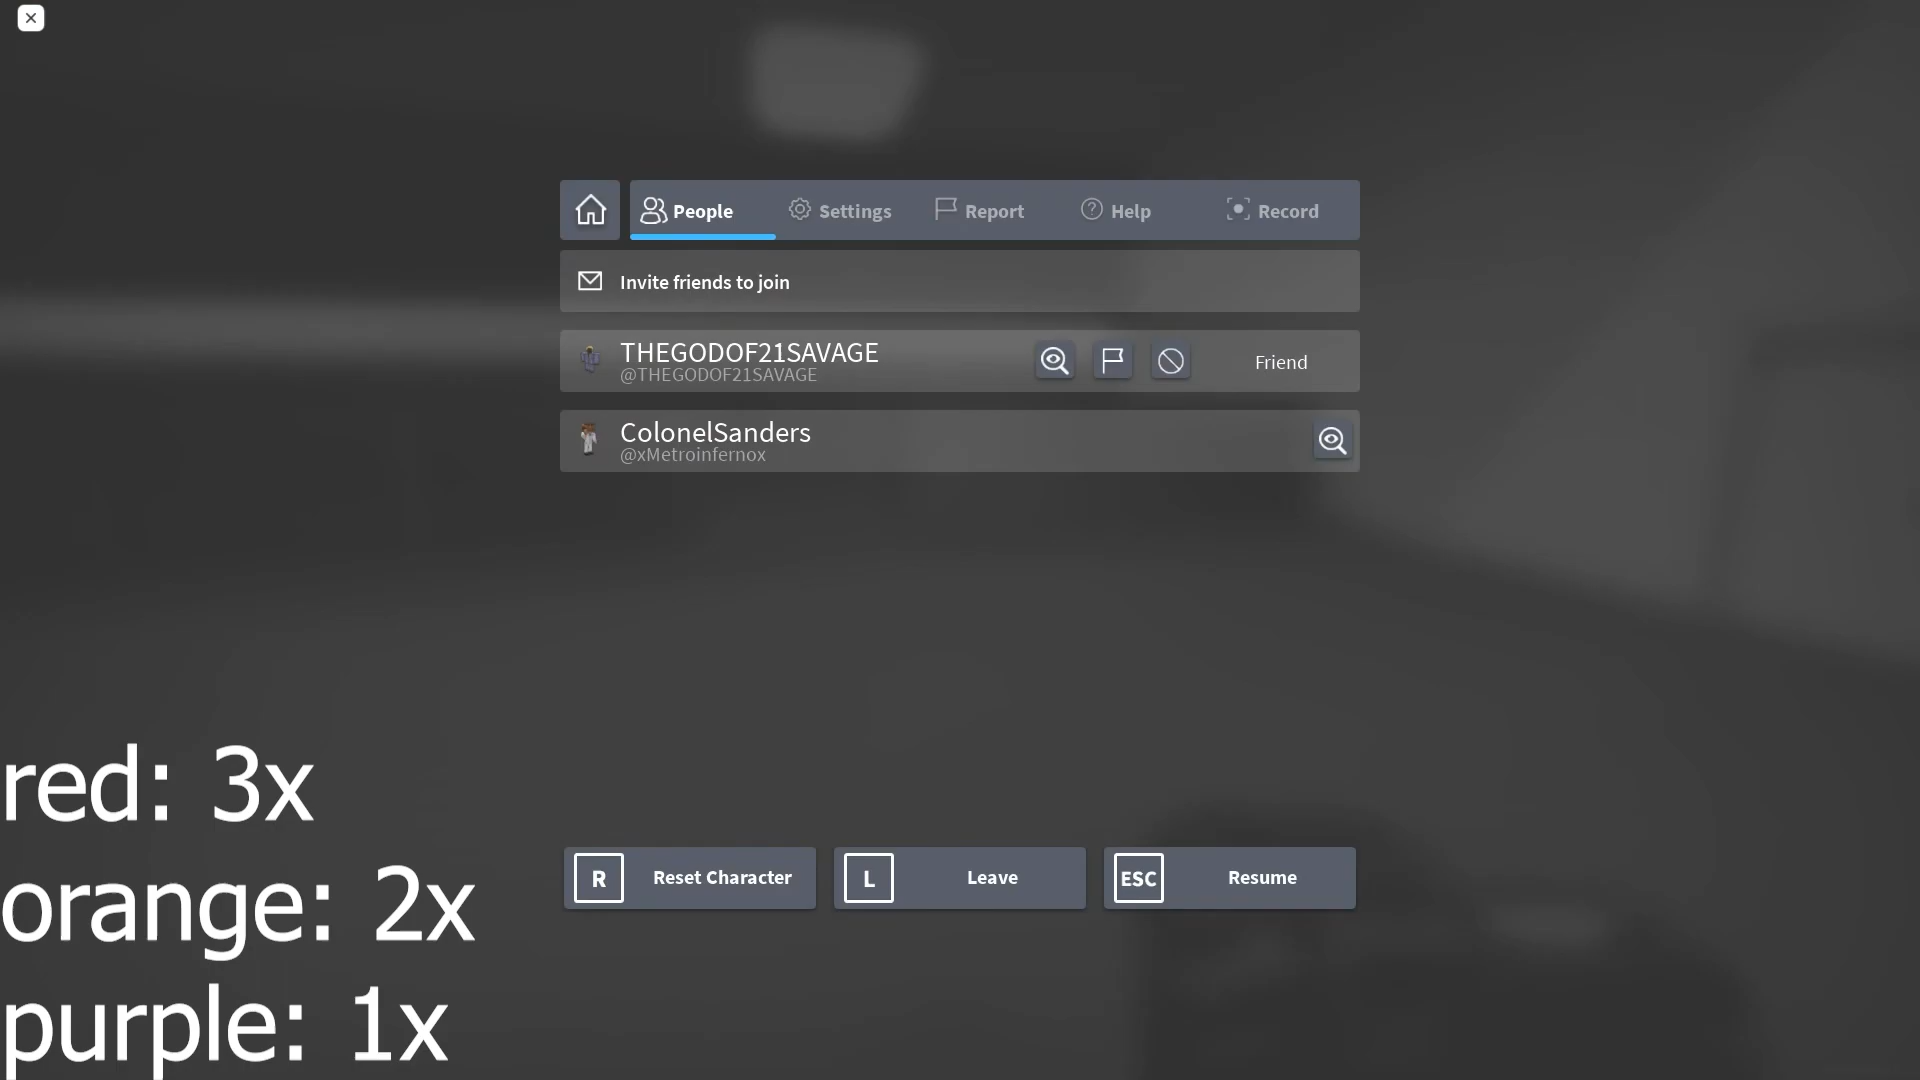 People Settings Report Help Record
Invite friends to join
THEGODOF21SAVAGE
@THEGODOF21SAVAGE
Friend
ColonelSanders
@xMetroinfernox
R Reset Character L Leave ESC Resume
red: 3x
orange: 2x
purple: 1x